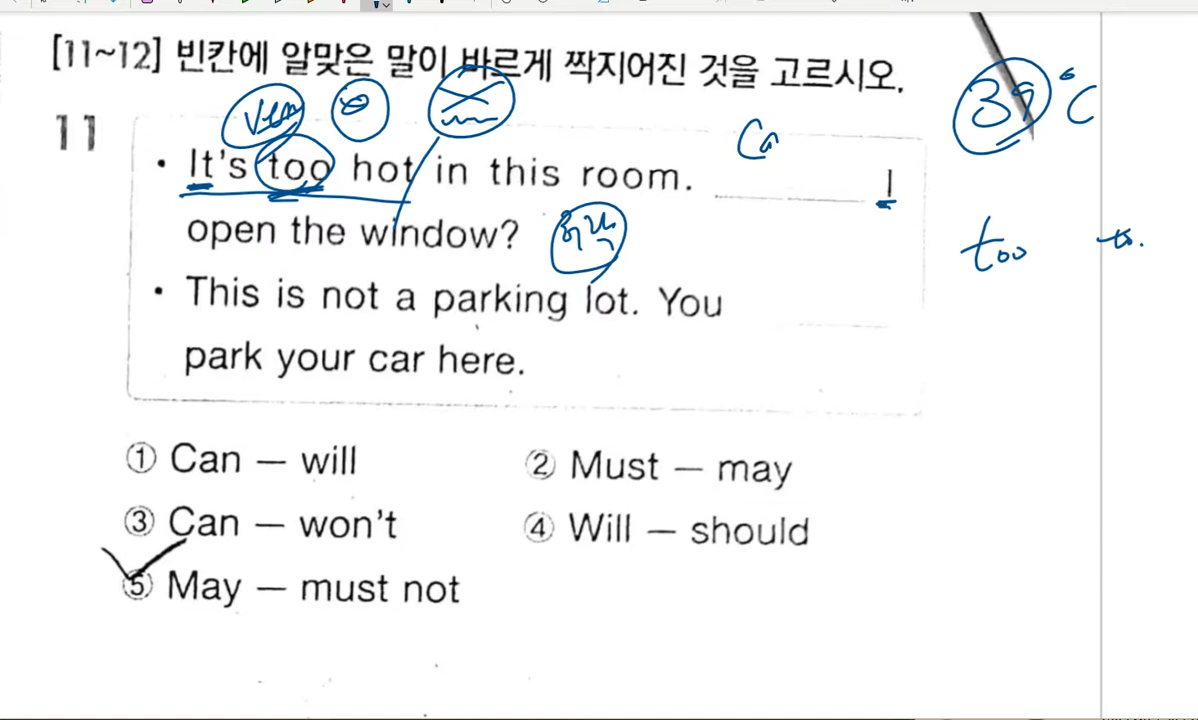 [11~12] 빈칸에 알맞은 말이 바르게 짝지어진 것을 고르시오.
39°C
11
Ca
• It's too hot in this room. ________ I
open the window? 허락
too to.
• This is not a parking lot. You ________
park your car here.
① Can – will ② Must – may
③ Can – won't ④ Will – should
⑤ May – must not